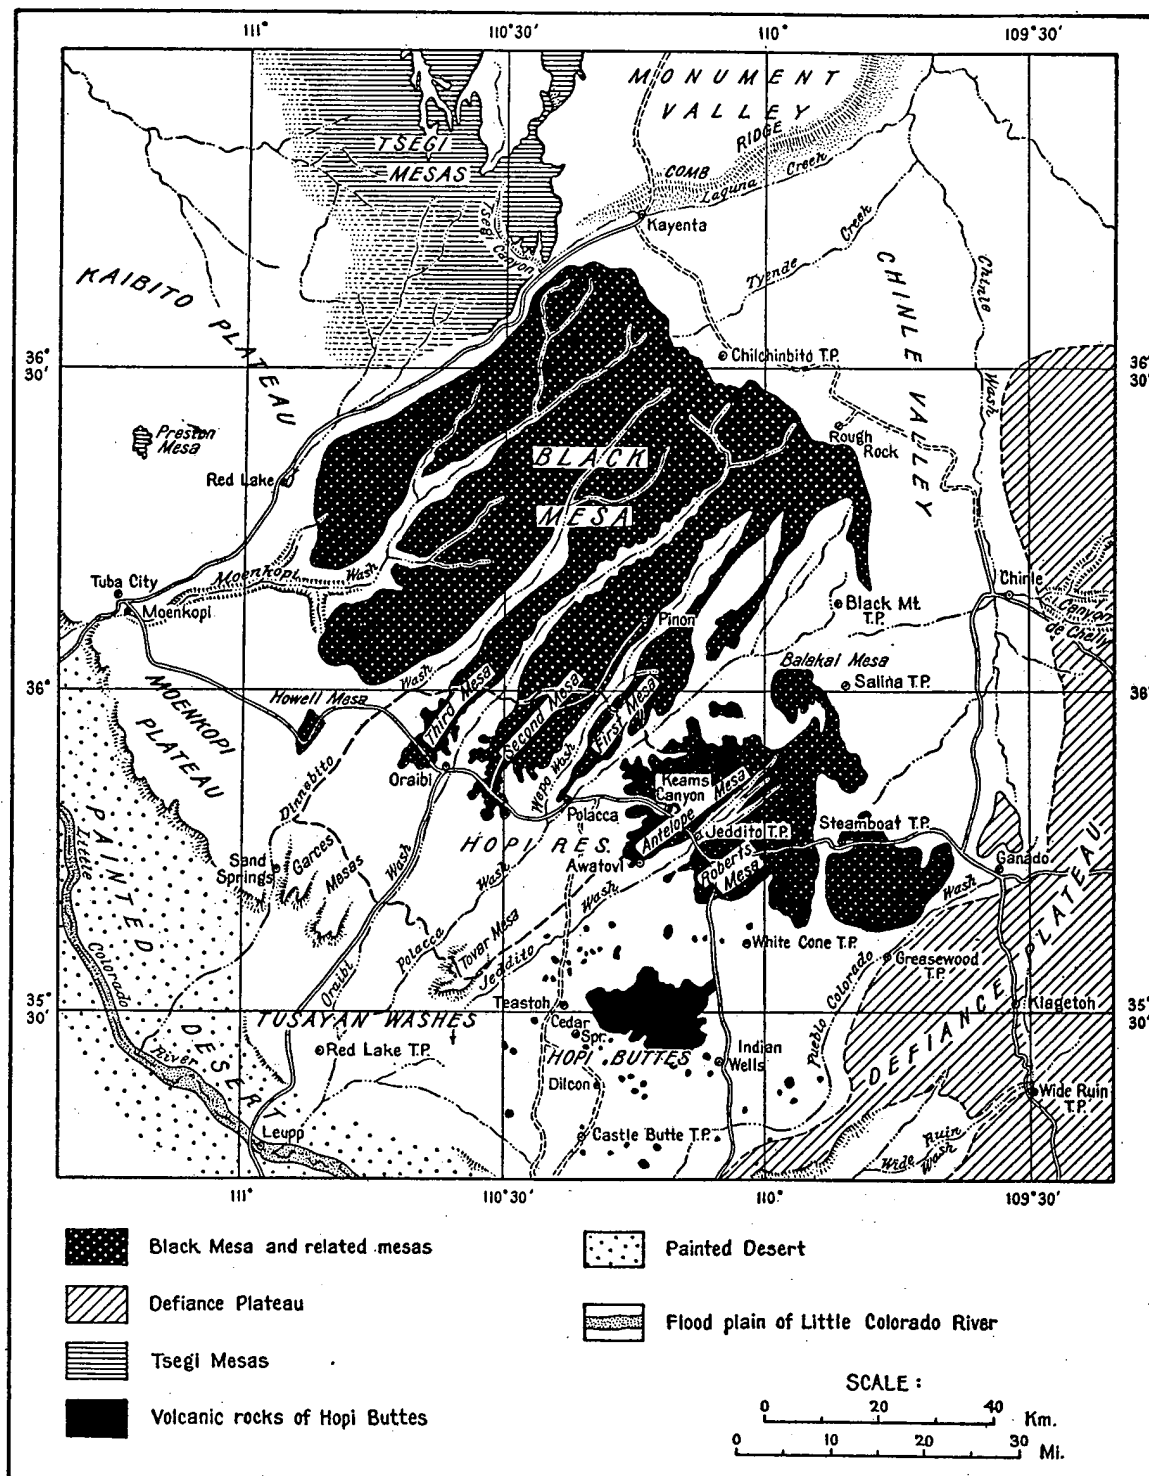 111°
110°30'
110°
109°30'
MONUMENT
VALLEY
TSEGI
MESAS
RIDGE
COMB
Laguna Creek
Tsegi Canyon
Kayenta
Tyende Creek
KAIBITO PLATEAU
CHINLE VALLEY
Chinle Wash
36°
30'
36°
30'
Chilchinbito T.P.
Preston
Mesa
Rough
Rock
Red Lake
BLACK
MESA
Moenkopi Wash
Tuba City
Moenkopi
Chinle
Canyon
de Chelly
Black Mt.
T.P.
Pinon
Balakai Mesa
Salina T.P.
36°
36°
MOENKOPI
PLATEAU
Howell Mesa
Wash
Third Mesa
Second Mesa
First Mesa
Dinnebito
Oraibi
Wepo Wash
Polacca
Keams
Canyon
Antelope Mesa
Jeddito T.P.
Steamboat T.P.
HOPI RES.
Awatovi
Roberts
Mesa
Ganado
Sand
Springs
Garces
Mesas
Wash
Wash
Wash
Wash
PAINTED
DESERT
Little
Colorado
River
Oraibi
Polacca
Tovar Mesa
Jeddito
White Cone T.P.
Greasewood
T.P.
Pueblo Colorado
DEFIANCE PLATEAU
Klagetoh
35°
30'
35°
30'
Teastoh
TUSAYAN WASHES
Cedar
Spr.
Red Lake T.P.
HOPI BUTTES
Indian
Wells
Dilcon
Wide Ruin
T.P.
Leupp
Castle Butte T.P.
Wide Ruin
Wash
111°
110°30'
110°
109°30'
Black Mesa and related mesas
Defiance Plateau
Tsegi Mesas
Volcanic rocks of Hopi Buttes
Painted Desert
Flood plain of Little Colorado River
SCALE :
0 20 40 Km.
0 10 20 30 Mi.